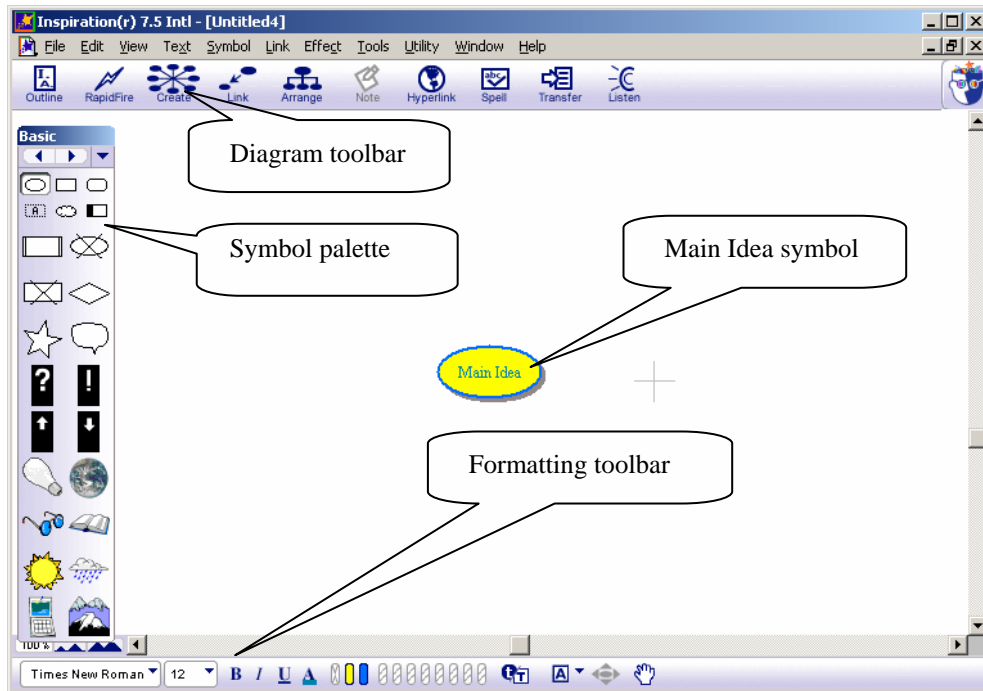 Inspiration(r) 7.5 Intl - [Untitled4]
File Edit View Text Symbol Link Effect Tools Utility Window Help
Outline RapidFire Create Link Arrange Note Hyperlink Spell Transfer Listen
Diagram toolbar
Basic
Symbol palette
Main Idea symbol
Main Idea
Formatting toolbar
100 %
Times New Roman 12 B I U A